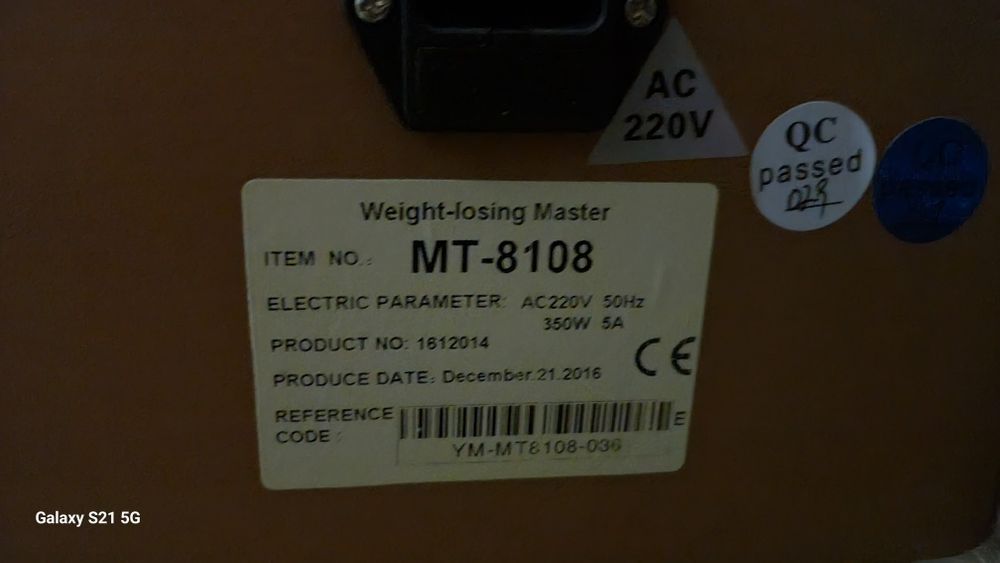 AC
220V
QC
passed
029
Weight-losing Master
ITEM NO.: MT-8108
ELECTRIC PARAMETER: AC220V 50Hz
350W 5A
PRODUCT NO: 1612014
PRODUCE DATE: December.21.2016
CE
REFERENCE
CODE :
E
YM-MT8108-036
Galaxy S21 5G